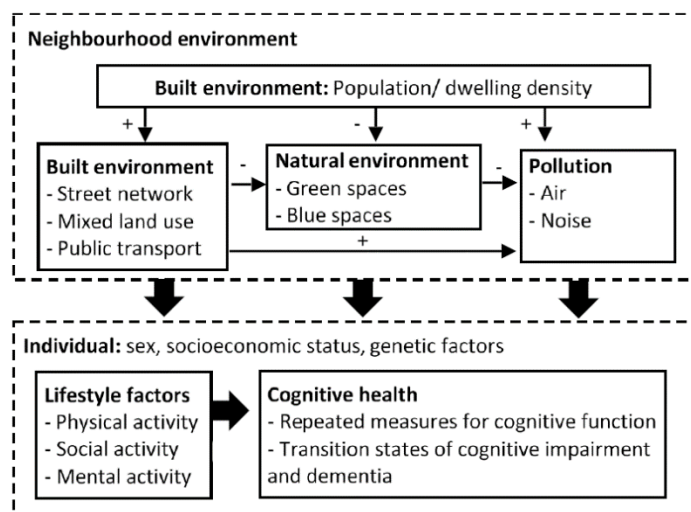 Neighbourhood environment
Built environment: Population/ dwelling density
+
-
+
Built environment
- Street network
- Mixed land use
- Public transport
-
Natural environment
- Green spaces
- Blue spaces
-
Pollution
- Air
- Noise
+
Individual: sex, socioeconomic status, genetic factors
Lifestyle factors
- Physical activity
- Social activity
- Mental activity
Cognitive health
- Repeated measures for cognitive function
- Transition states of cognitive impairment
and dementia